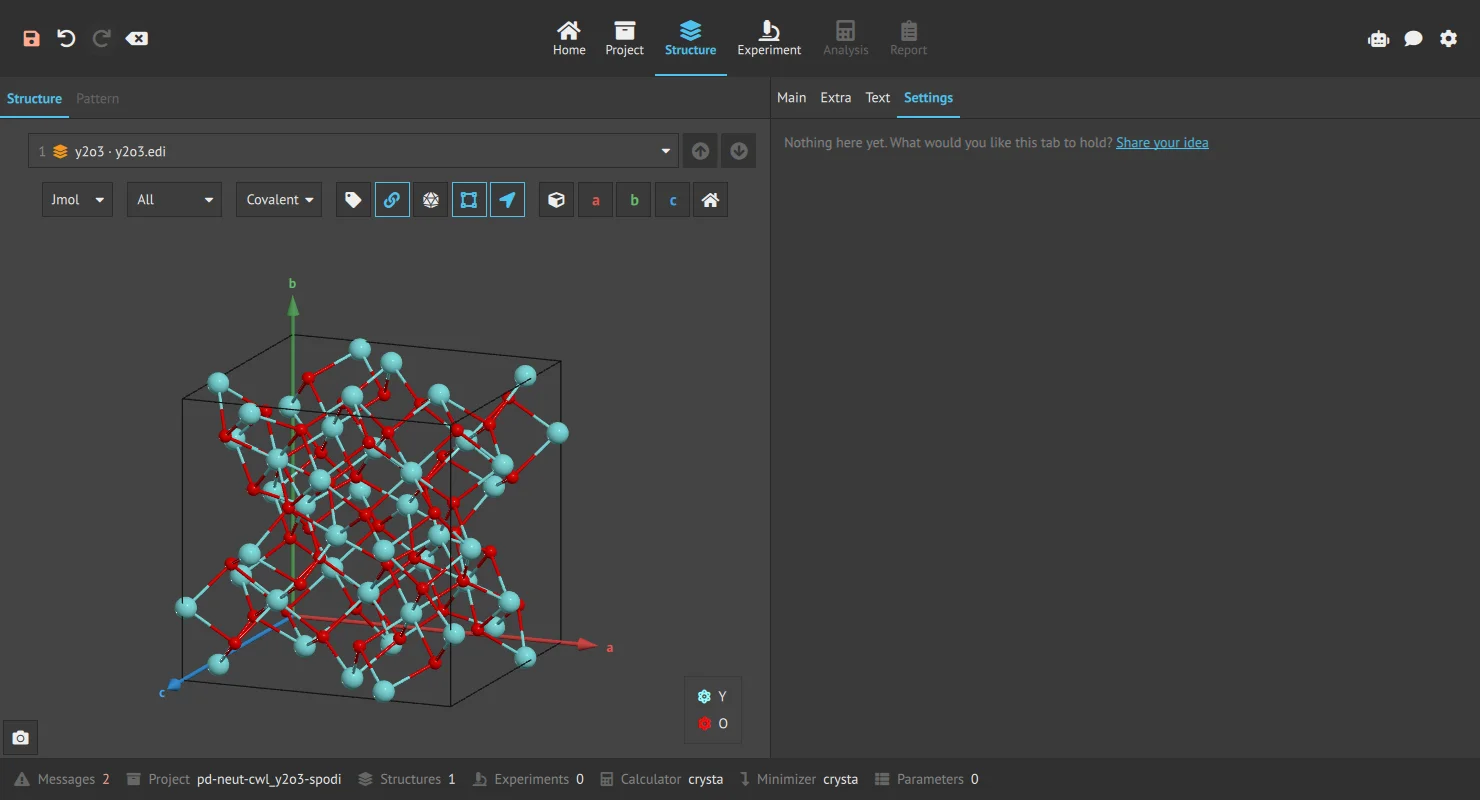 Home Project Structure Experiment Analysis Report
Structure Pattern
Main Extra Text Settings
1 y2o3 · y2o3.edi
Nothing here yet. What would you like this tab to hold? Share your idea
Jmol All Covalent a b c
b
a
c
Y
O
Messages 2 Project pd-neut-cwl_y2o3-spodi Structures 1 Experiments 0 Calculator crysta Minimizer crysta Parameters 0